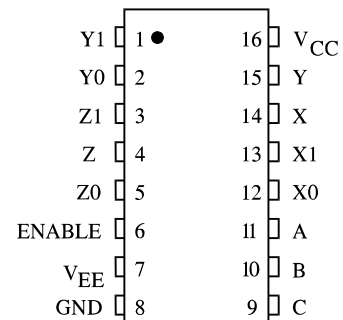 Y1 1 16 VCC
Y0 2 15 Y
Z1 3 14 X
Z 4 13 X1
Z0 5 12 X0
ENABLE 6 11 A
VEE 7 10 B
GND 8 9 C